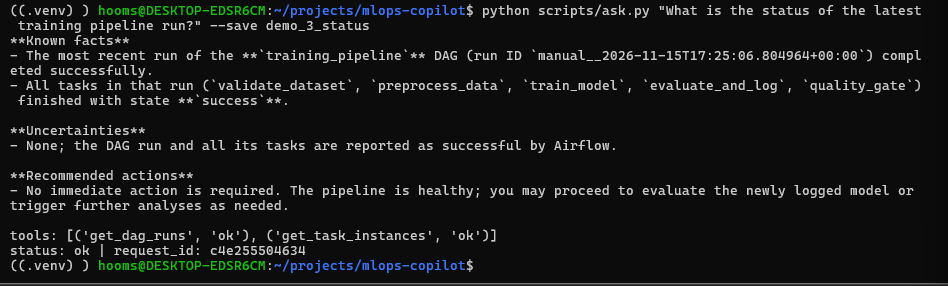 ((.venv) ) hooms@DESKTOP-EDSR6CM:~/projects/mlops-copilot$ python scripts/ask.py "What is the status of the latest
 training pipeline run?" --save demo_3_status
**Known facts**
- The most recent run of the **`training_pipeline`** DAG (run ID `manual__2026-11-15T17:25:06.804964+00:00`) compl
eted successfully.
- All tasks in that run (`validate_dataset`, `preprocess_data`, `train_model`, `evaluate_and_log`, `quality_gate`)
 finished with state **`success`**.

**Uncertainties**
- None; the DAG run and all its tasks are reported as successful by Airflow.

**Recommended actions**
- No immediate action is required. The pipeline is healthy; you may proceed to evaluate the newly logged model or
trigger further analyses as needed.

tools: [('get_dag_runs', 'ok'), ('get_task_instances', 'ok')]
status: ok | request_id: c4e255504634
((.venv) ) hooms@DESKTOP-EDSR6CM:~/projects/mlops-copilot$